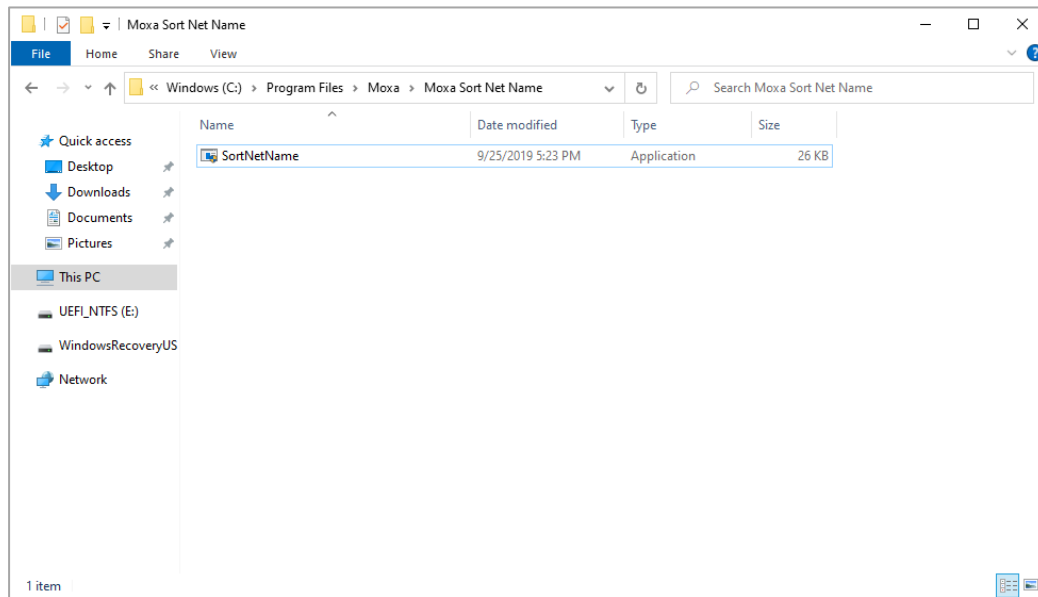 Moxa Sort Net Name
File Home Share View
« Windows (C:) > Program Files > Moxa > Moxa Sort Net Name Search Moxa Sort Net Name
Name Date modified Type Size
Quick access
SortNetName 9/25/2019 5:23 PM Application 26 KB
Desktop
Downloads
Documents
Pictures
This PC
UEFI_NTFS (E:)
WindowsRecoveryUS
Network
1 item